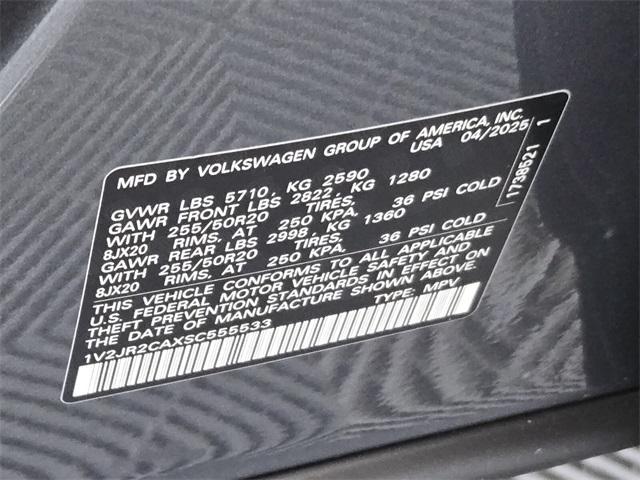 MFD BY VOLKSWAGEN GROUP OF AMERICA, INC.
USA 04/2025
GVWR LBS 5710, KG 2590
GAWR FRONT LBS 2822, KG 1280
WITH 255/50R20 TIRES,
8JX20 RIMS, AT 250 KPA, 36 PSI COLD
GAWR REAR LBS 2998, KG 1360
WITH 255/50R20 TIRES,
8JX20 RIMS, AT 250 KPA, 36 PSI COLD
THIS VEHICLE CONFORMS TO ALL APPLICABLE
U.S. FEDERAL MOTOR VEHICLE SAFETY AND
THEFT PREVENTION STANDARDS IN EFFECT ON
THE DATE OF MANUFACTURE SHOWN ABOVE.
1V2JR2CAXSC555533 TYPE: MPV
1738521 1